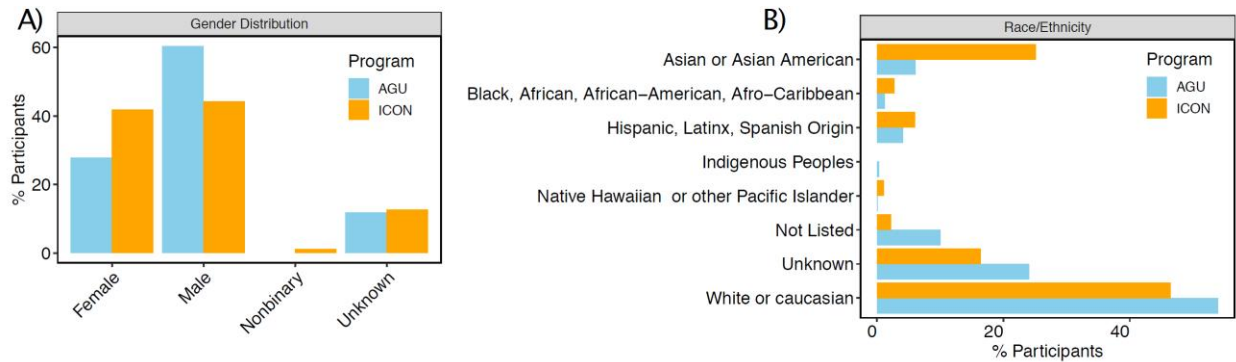 A)
Gender Distribution
% Participants
60
40
20
0
Program
AGU
ICON
Female
Male
Nonbinary
Unknown
B)
Race/Ethnicity
Asian or Asian American
Black, African, African-American, Afro-Caribbean
Hispanic, Latinx, Spanish Origin
Indigenous Peoples
Native Hawaiian or other Pacific Islander
Not Listed
Unknown
White or caucasian
Program
AGU
ICON
0
20
40
% Participants